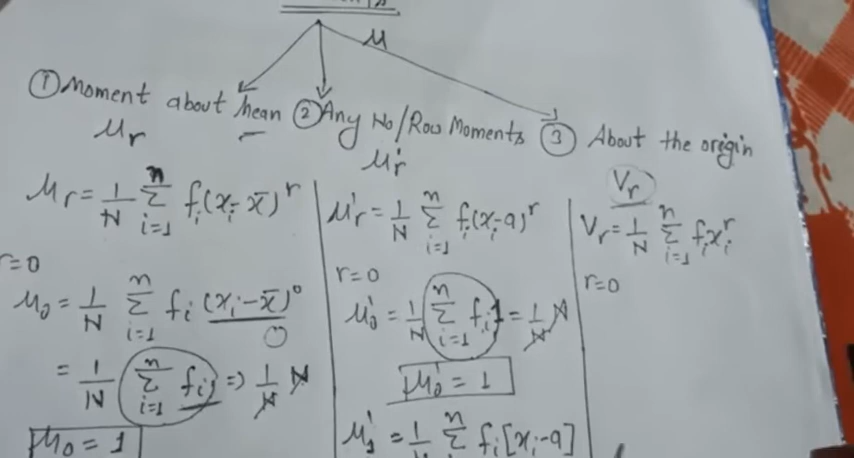 μ
① Moment about mean
μr
μr = 1/N Σ_{i=1}^{n} fi(xi - x̄)^r
r=0
μ0 = 1/N Σ_{i=1}^{n} fi (xi - x̄)^0
0
= 1/N Σ_{i=1}^{n} fi => 1/N N
μ0 = 1
② Any No/Row Moments
μ'r
μ'r = 1/N Σ_{i=1}^{n} fi(xi-a)^r
r=0
μ'0 = 1/N Σ_{i=1}^{n} fi 1 = 1/N N
μ'0 = 1
μ'1 = 1/N Σ^{n} fi[xi-a]
③ About the origin
Vr
Vr = 1/N Σ_{i=1}^{n} fi xi^r
r=0